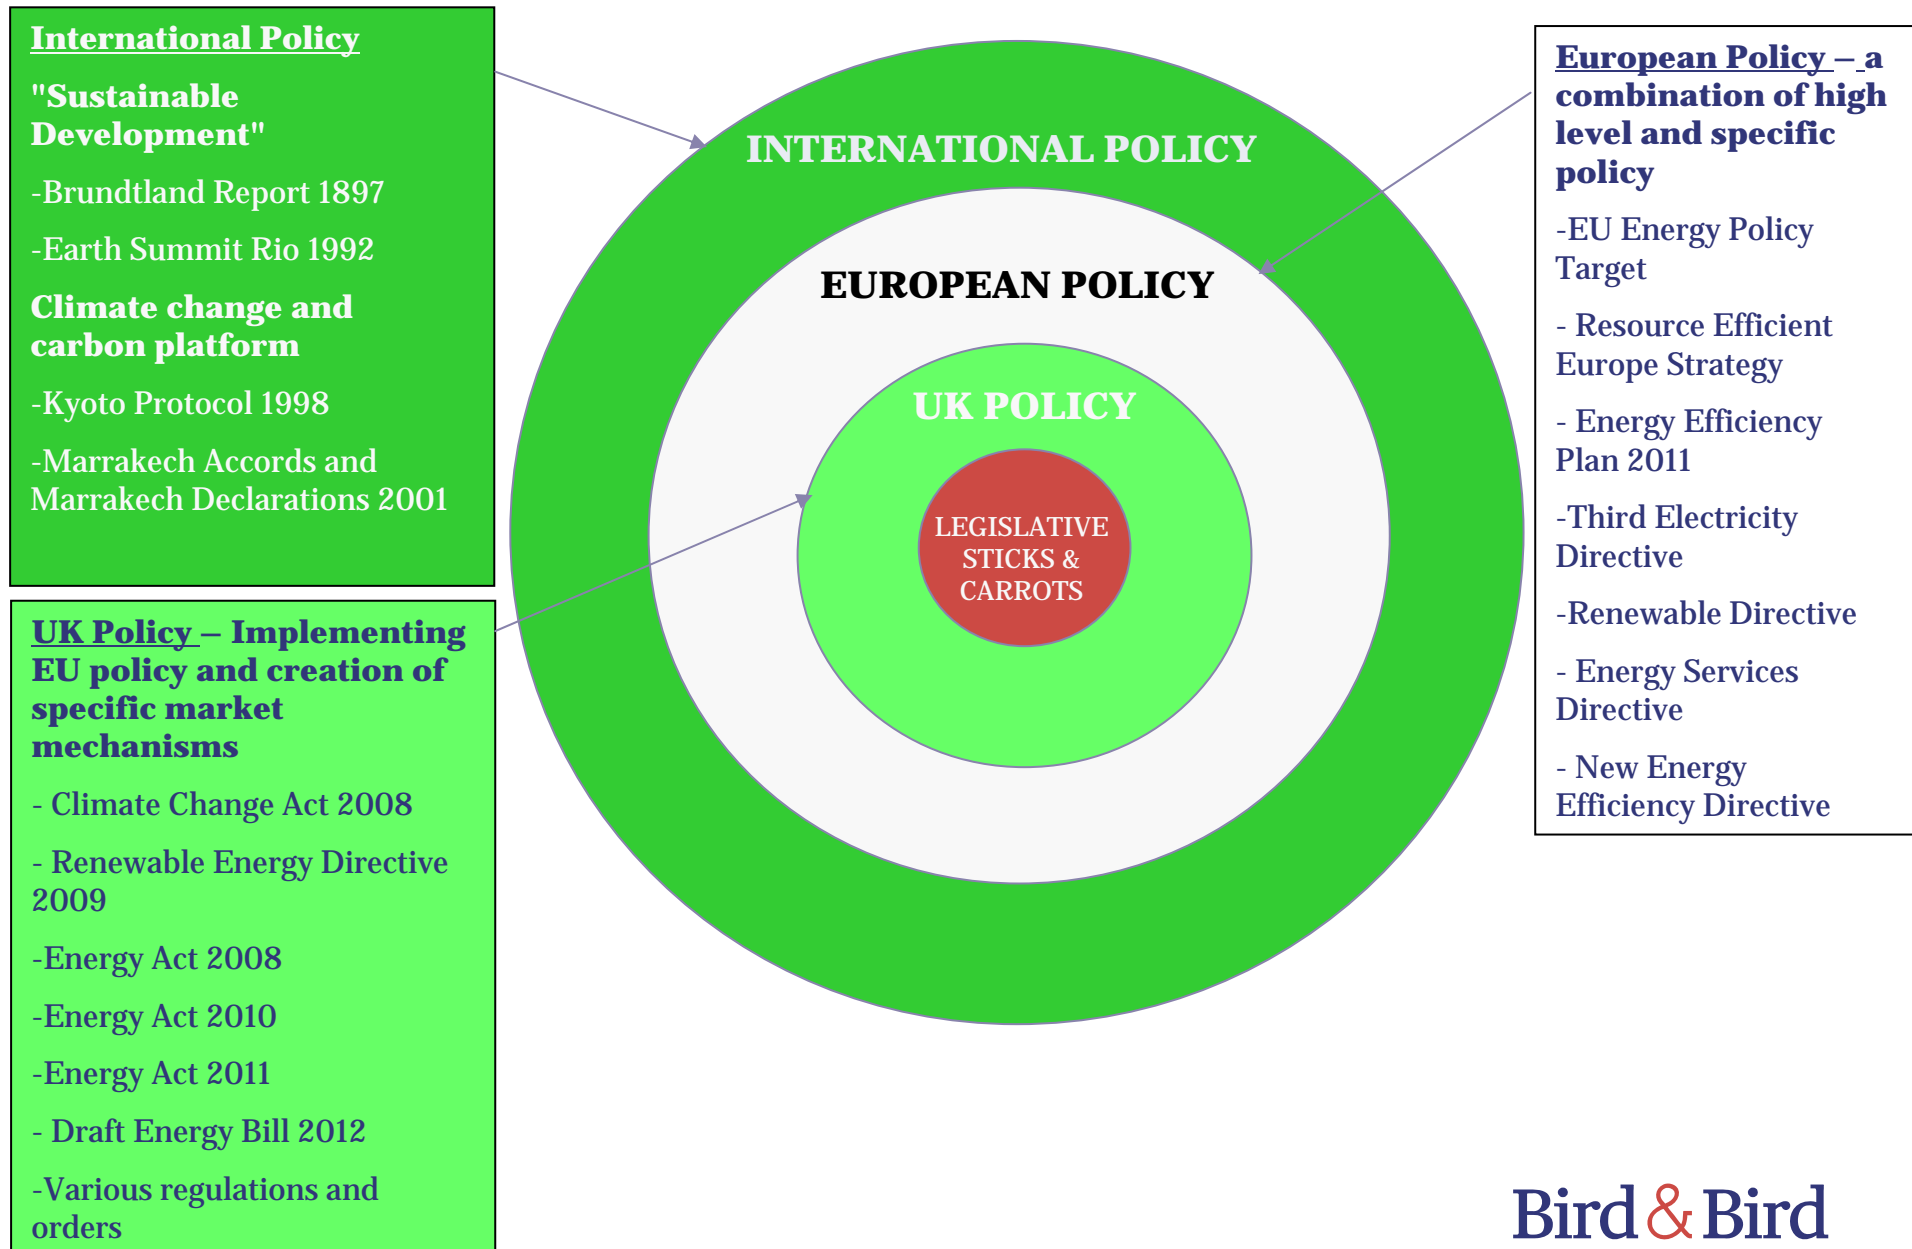 International Policy
"Sustainable
Development"
-Brundtland Report 1897
-Earth Summit Rio 1992
Climate change and
carbon platform
-Kyoto Protocol 1998
-Marrakech Accords and
Marrakech Declarations 2001
UK Policy – Implementing
EU policy and creation of
specific market
mechanisms
- Climate Change Act 2008
- Renewable Energy Directive
2009
-Energy Act 2008
-Energy Act 2010
-Energy Act 2011
- Draft Energy Bill 2012
-Various regulations and
orders
INTERNATIONAL POLICY
EUROPEAN POLICY
UK POLICY
LEGISLATIVE
STICKS &
CARROTS
European Policy – a
combination of high
level and specific
policy
-EU Energy Policy
Target
- Resource Efficient
Europe Strategy
- Energy Efficiency
Plan 2011
-Third Electricity
Directive
-Renewable Directive
- Energy Services
Directive
- New Energy
Efficiency Directive
Bird & Bird